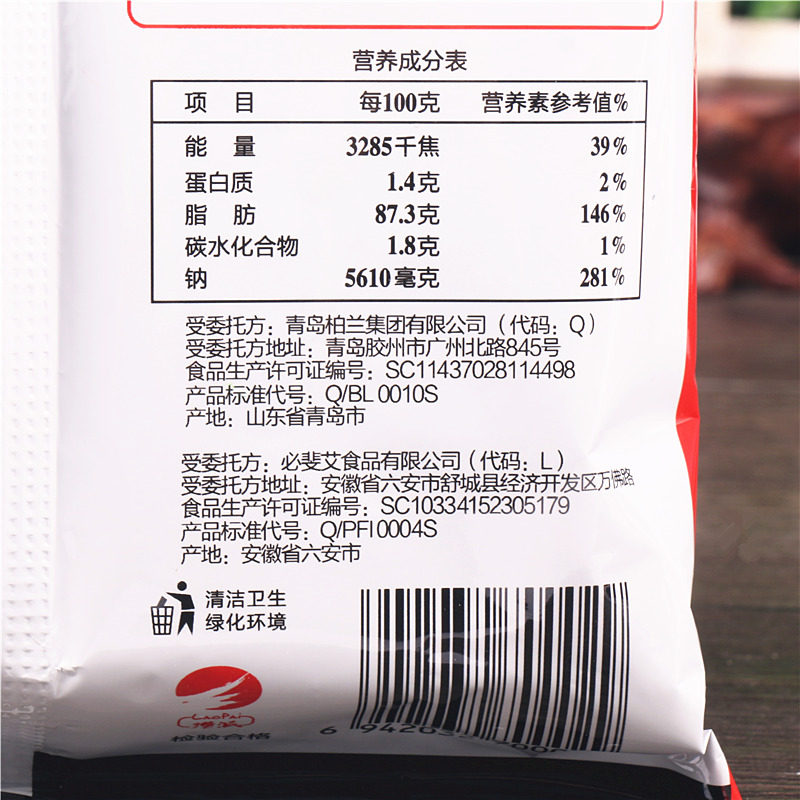 营养成分表
项 目 每100克 营养素参考值%
能 量 3285千焦 39%
蛋白质 1.4克 2%
脂 肪 87.3克 146%
碳水化合物 1.8克 1%
钠 5610毫克 281%
受委托方：青岛柏兰集团有限公司（代码：Q）
受委托方地址：青岛胶州市广州北路845号
食品生产许可证编号：SC11437028114498
产品标准代号：Q/BL 0010S
产地：山东省青岛市
受委托方：必斐艾食品有限公司（代码：L）
受委托方地址：安徽省六安市舒城县经济开发区万佛路
食品生产许可证编号：SC10334152305179
产品标准代号：Q/PFI0004S
产地：安徽省六安市
清洁卫生
绿化环境
LAOPAI
检验合格
6 94203